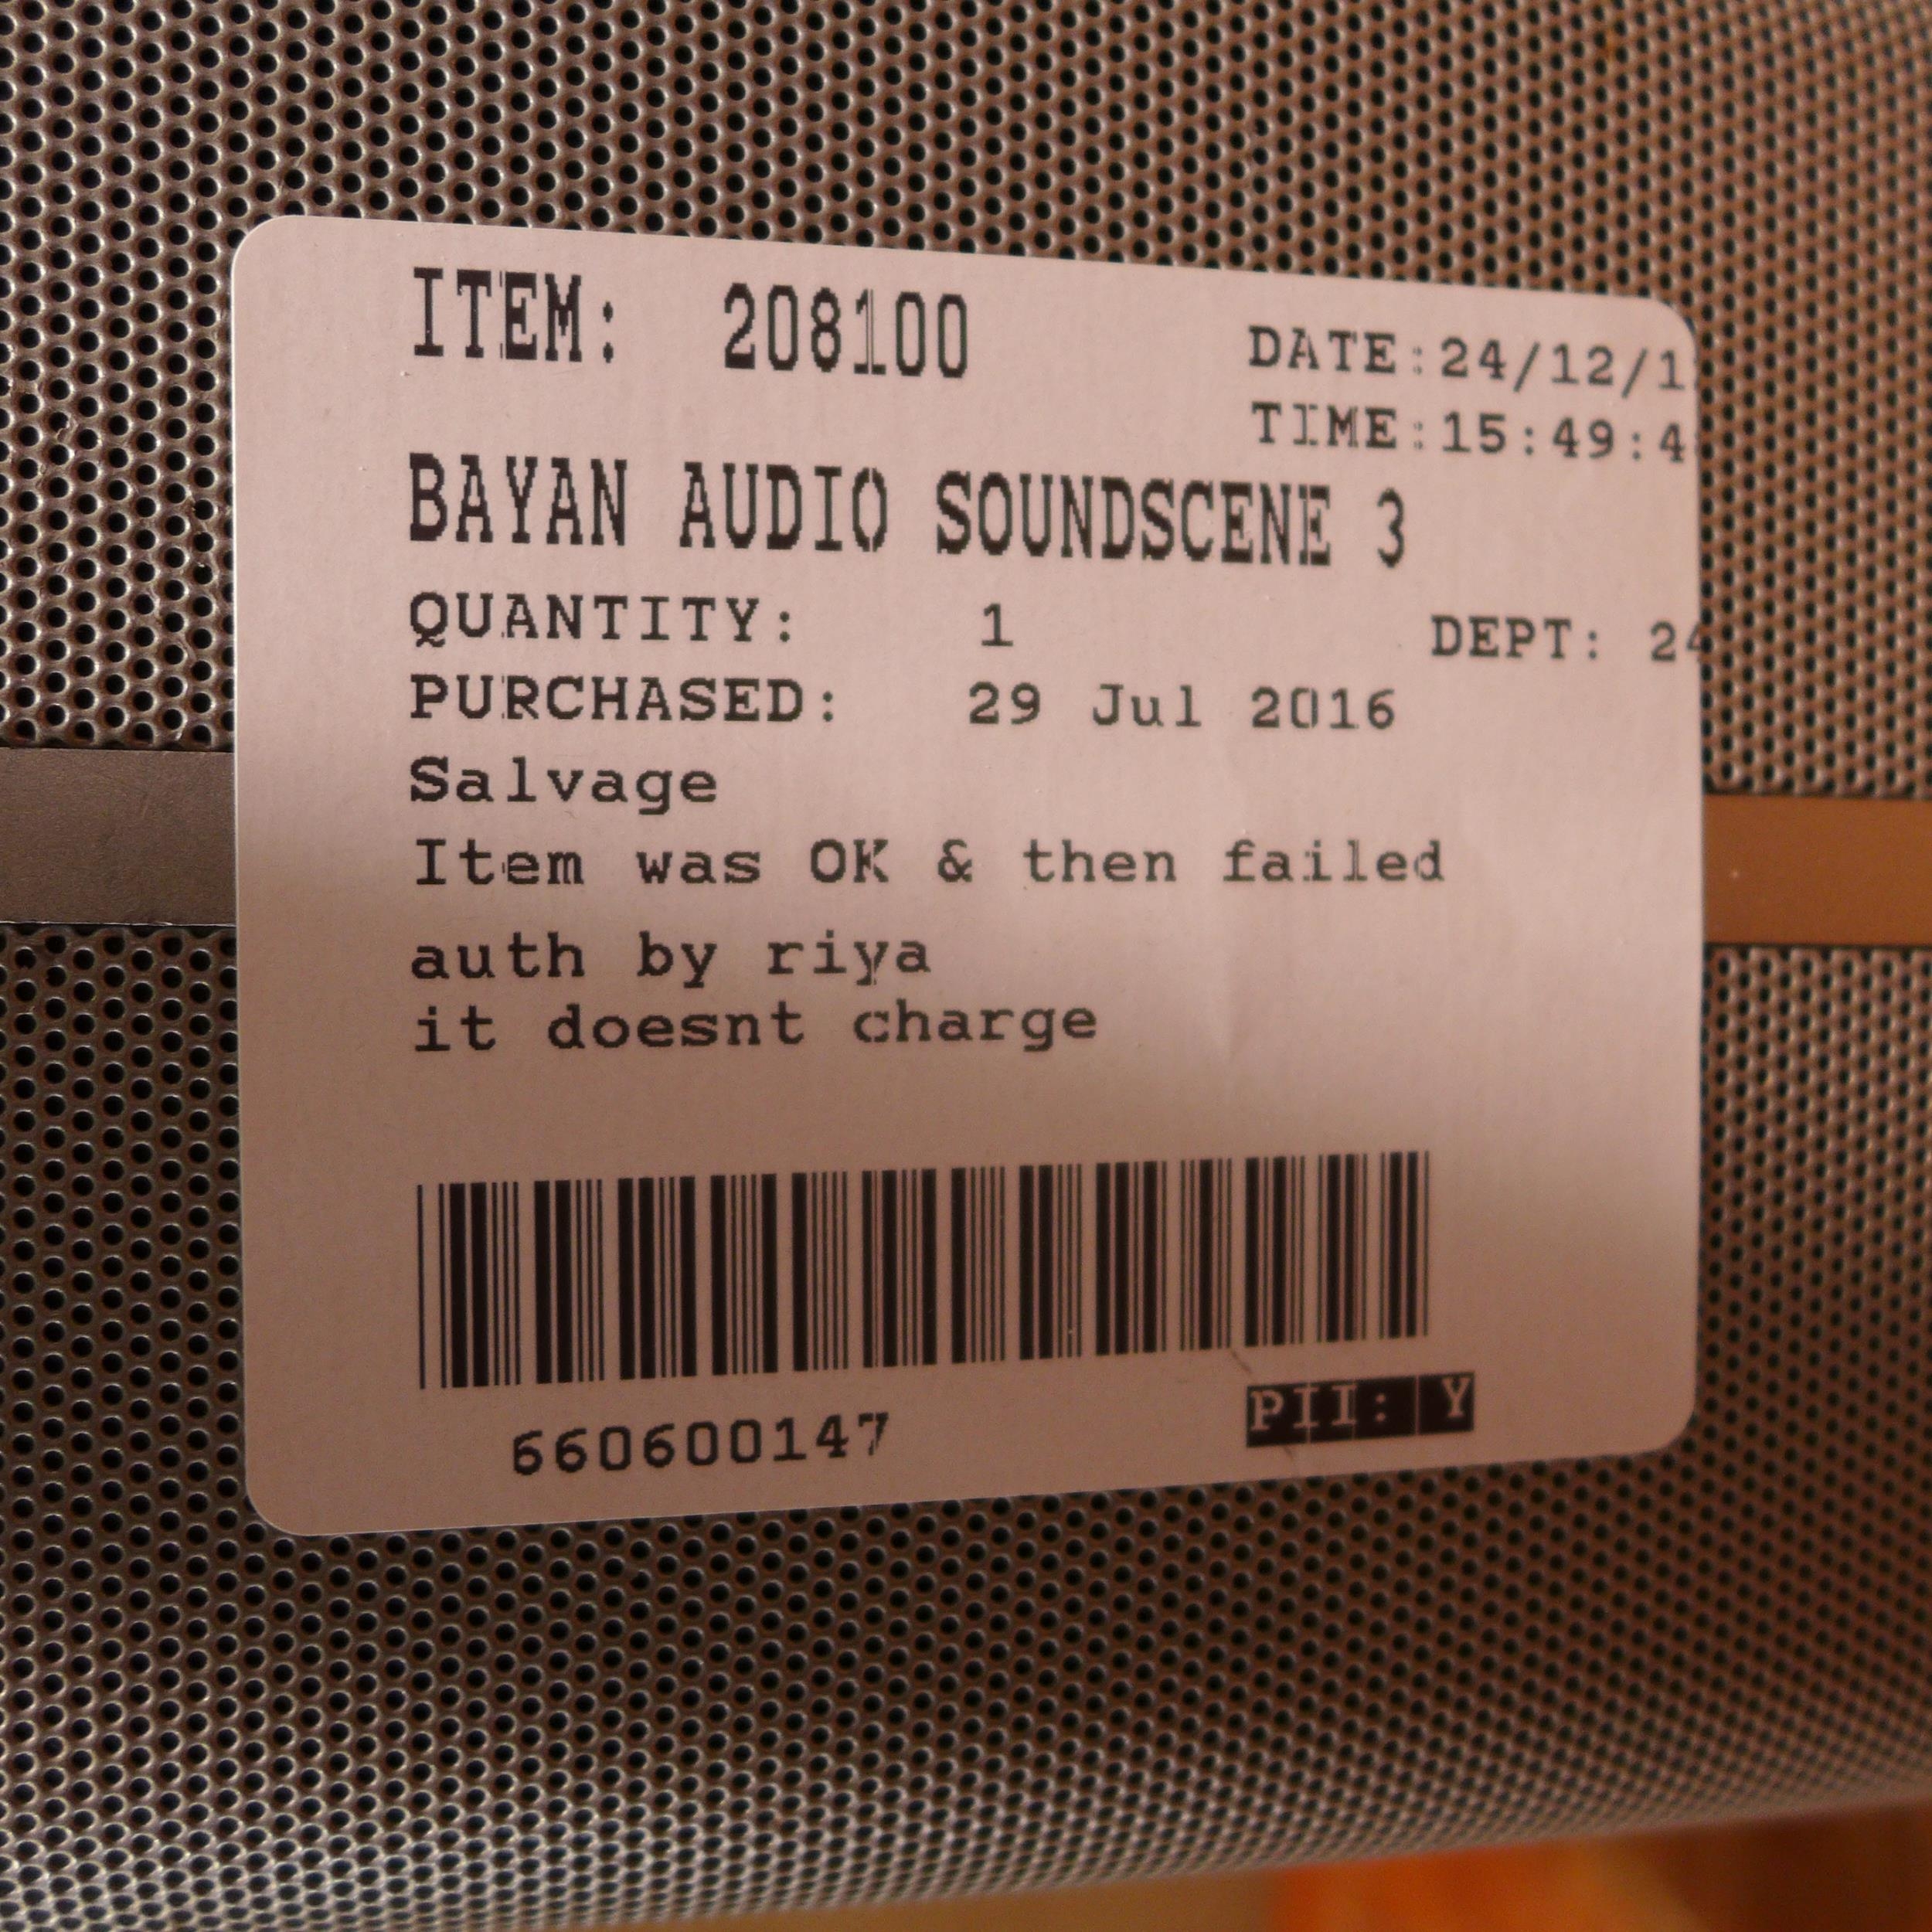 ITEM: 208100
DATE:24/12/1
TIME:15:49:4
BAYAN AUDIO SOUNDSCENE 3
QUANTITY: 1
DEPT: 24
PURCHASED: 29 Jul 2016
Salvage
Item was OK & then failed
auth by riya
it doesnt charge
660600147
PII: Y